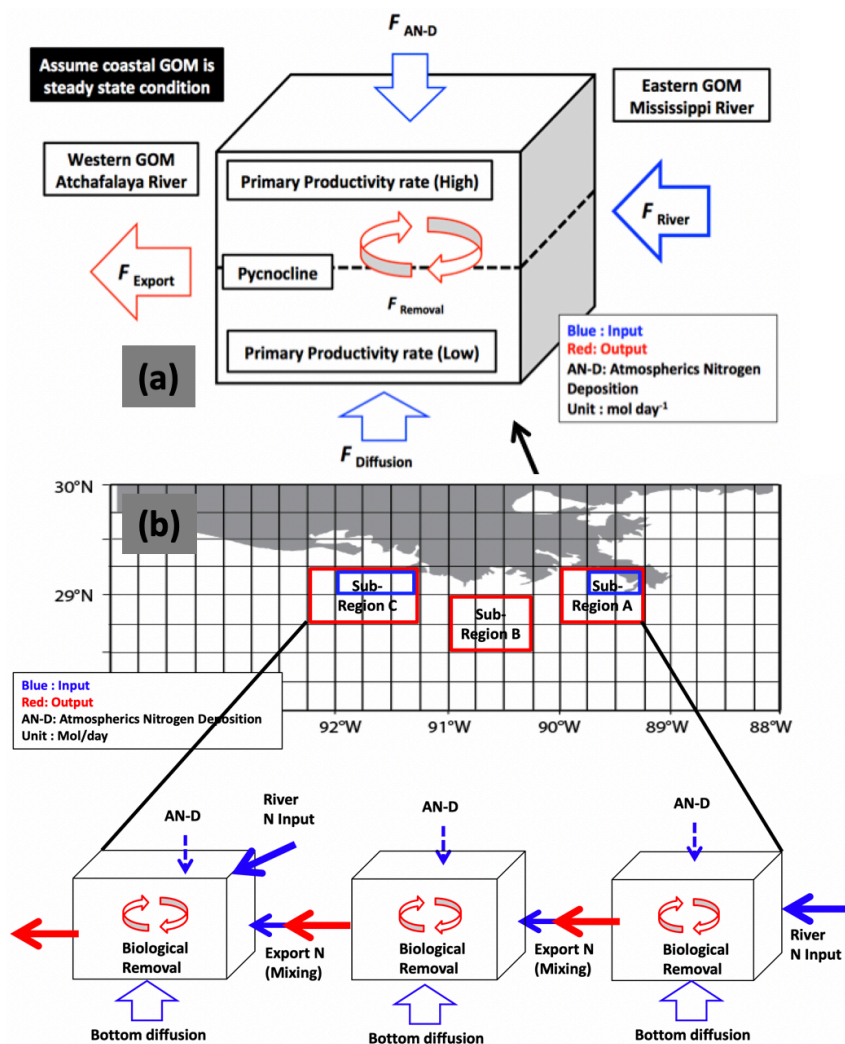 F AN-D
Assume coastal GOM is
steady state condition
Eastern GOM
Mississippi River
Western GOM
Atchafalaya River
Primary Productivity rate (High)
F River
F Export
Pycnocline
F Removal
Primary Productivity rate (Low)
(a)
Blue : Input
Red: Output
AN-D: Atmospherics Nitrogen
Deposition
Unit : mol day-1
F Diffusion
30°N
(b)
29°N
Sub-
Region C
Sub-
Region B
Sub-
Region A
Blue : Input
Red: Output
AN-D: Atmospherics Nitrogen Deposition
Unit : Mol/day
92°W
91°W
90°W
89°W
88°W
AN-D
River
N Input
AN-D
AN-D
Biological
Removal
Export N
(Mixing)
Biological
Removal
Export N
(Mixing)
Biological
Removal
River
N Input
Bottom diffusion
Bottom diffusion
Bottom diffusion